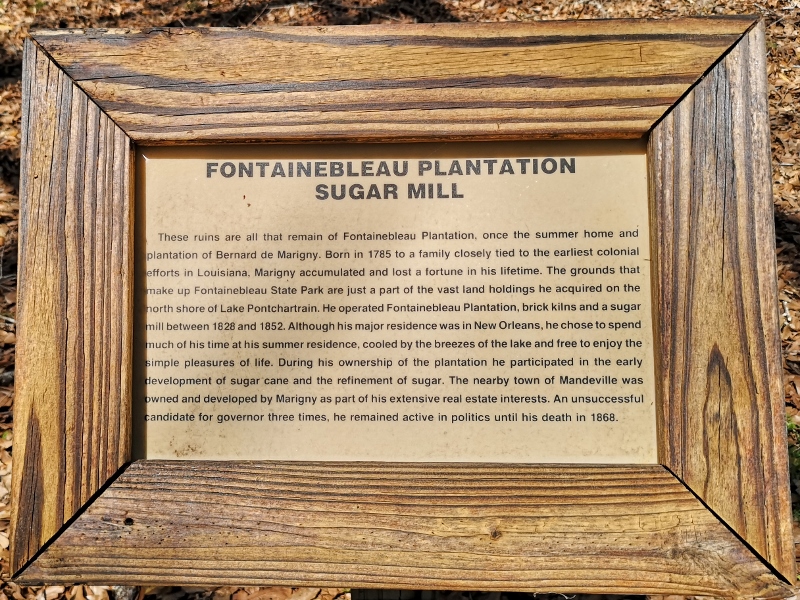 FONTAINEBLEAU PLANTATION
SUGAR MILL
These ruins are all that remain of Fontainebleau Plantation, once the summer home and
plantation of Bernard de Marigny. Born in 1785 to a family closely tied to the earliest colonial
efforts in Louisiana, Marigny accumulated and lost a fortune in his lifetime. The grounds that
make up Fontainebleau State Park are just a part of the vast land holdings he acquired on the
north shore of Lake Pontchartrain. He operated Fontainebleau Plantation, brick kilns and a sugar
mill between 1828 and 1852. Although his major residence was in New Orleans, he chose to spend
much of his time at his summer residence, cooled by the breezes of the lake and free to enjoy the
simple pleasures of life. During his ownership of the plantation he participated in the early
development of sugar cane and the refinement of sugar. The nearby town of Mandeville was
owned and developed by Marigny as part of his extensive real estate interests. An unsuccessful
candidate for governor three times, he remained active in politics until his death in 1868.